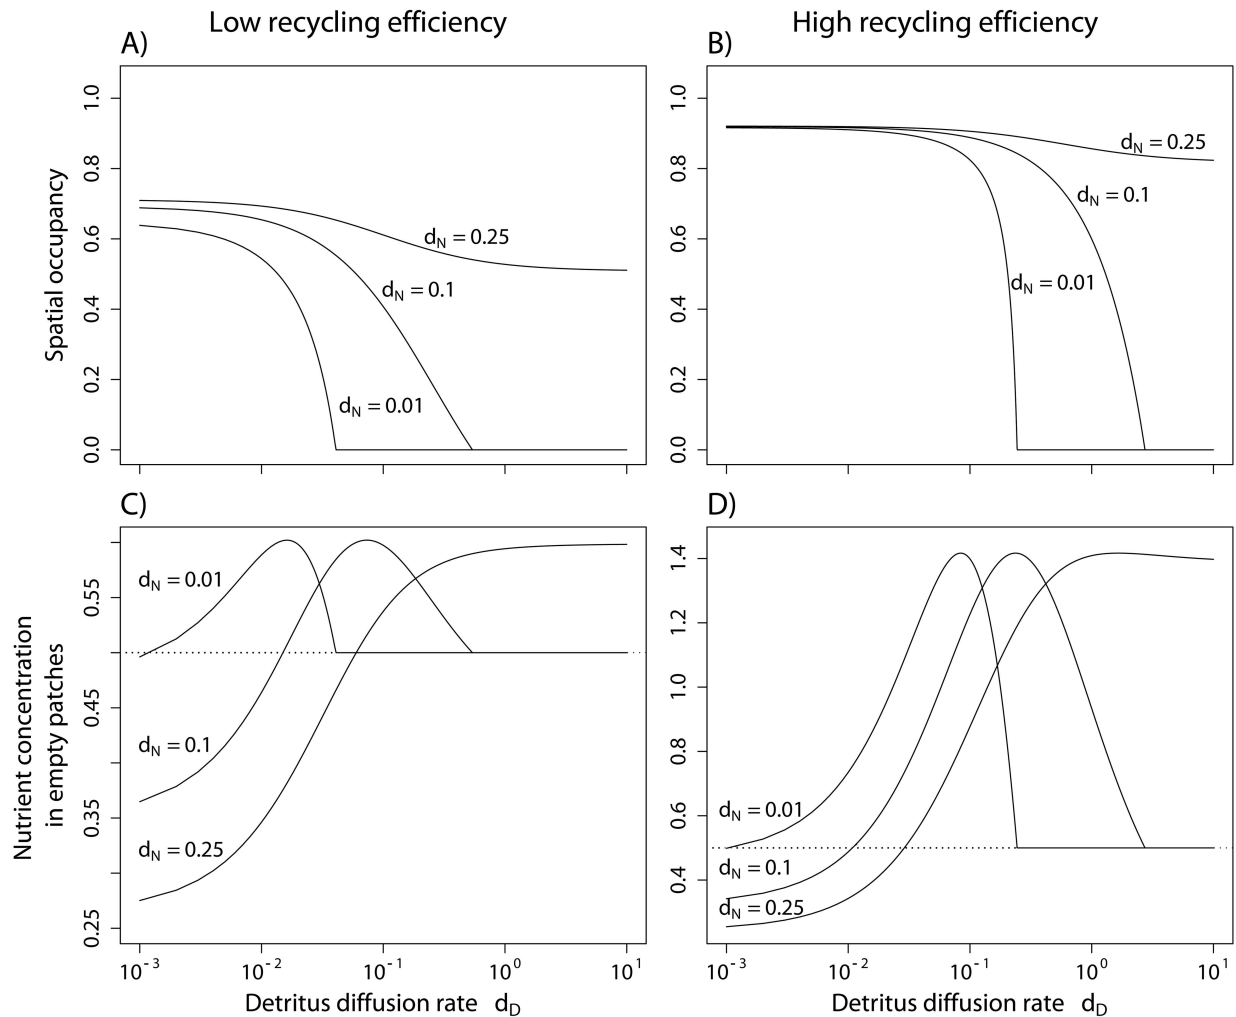 Low recycling efficiency
High recycling efficiency
A)
B)
Spatial occupancy
1.0
0.8
0.6
0.4
0.2
0.0
d_N = 0.25
d_N = 0.1
d_N = 0.01
1.0
0.8
0.6
0.4
0.2
0.0
d_N = 0.25
d_N = 0.1
d_N = 0.01
C)
D)
Nutrient concentration
in empty patches
0.55
0.45
0.35
0.25
d_N = 0.01
d_N = 0.1
d_N = 0.25
1.4
1.2
1.0
0.8
0.6
0.4
d_N = 0.01
d_N = 0.1
d_N = 0.25
10^-3
10^-2
10^-1
10^0
10^1
10^-3
10^-2
10^-1
10^0
10^1
Detritus diffusion rate d_D
Detritus diffusion rate d_D